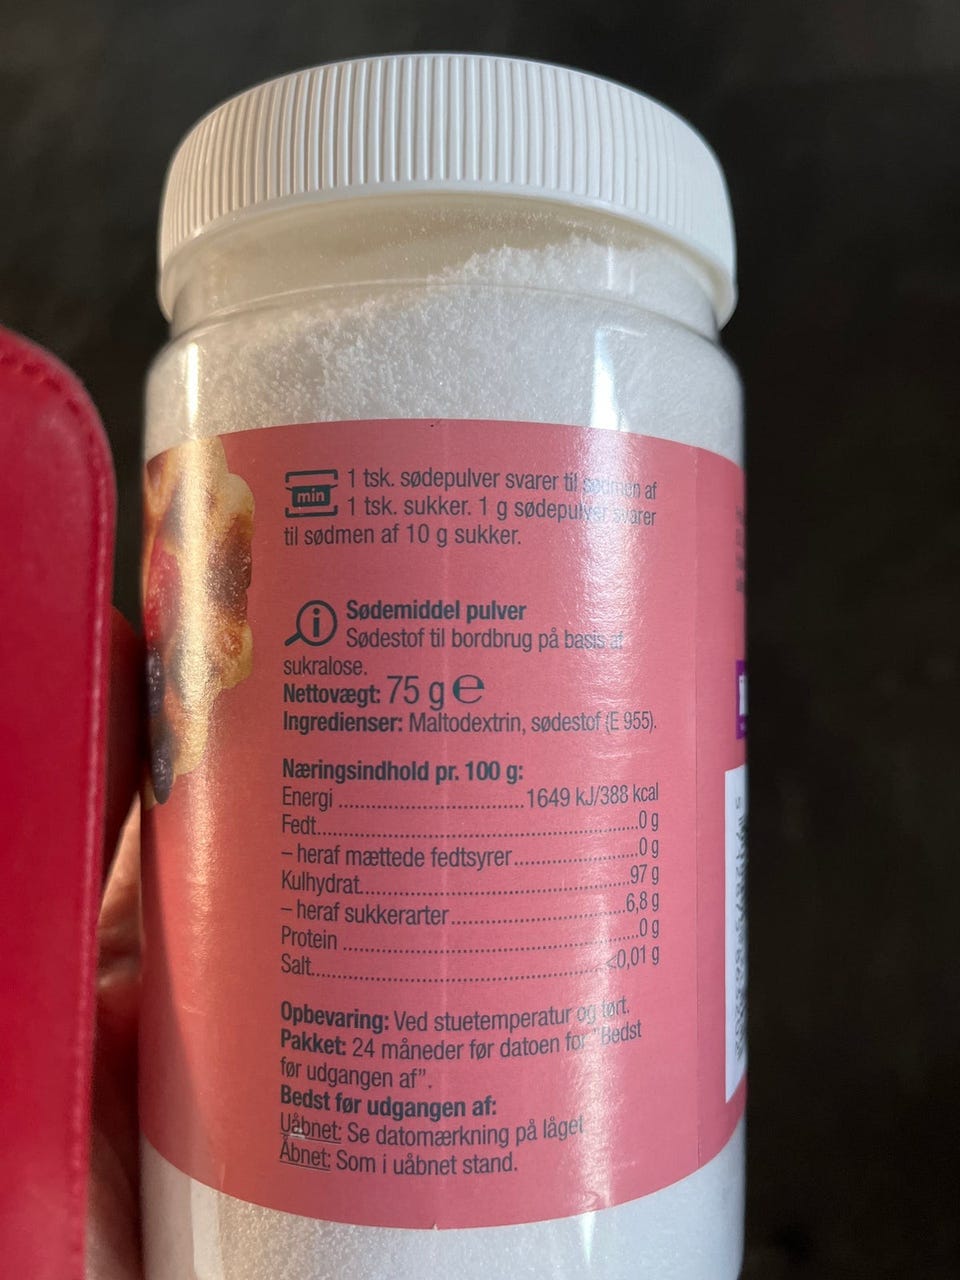 min
1 tsk. sødepulver svarer til sødmen af
1 tsk. sukker. 1 g sødepulver svarer
til sødmen af 10 g sukker.
i
Sødemiddel pulver
Sødestof til bordbrug på basis af
sukralose.
Nettovægt: 75 g ℮
Ingredienser: Maltodextrin, sødestof (E 955).
Næringsindhold pr. 100 g:
Energi ........................ 1649 kJ/388 kcal
Fedt .......................................... 0 g
– heraf mættede fedtsyrer ................ 0 g
Kulhydrat ................................... 97 g
– heraf sukkerarter ....................... 6,8 g
Protein ....................................... 0 g
Salt ....................................... <0,01 g
Opbevaring: Ved stuetemperatur og tørt.
Pakket: 24 måneder før datoen for "Bedst
før udgangen af".
Bedst før udgangen af:
Uåbnet: Se datomærkning på låget
Åbnet: Som i uåbnet stand.